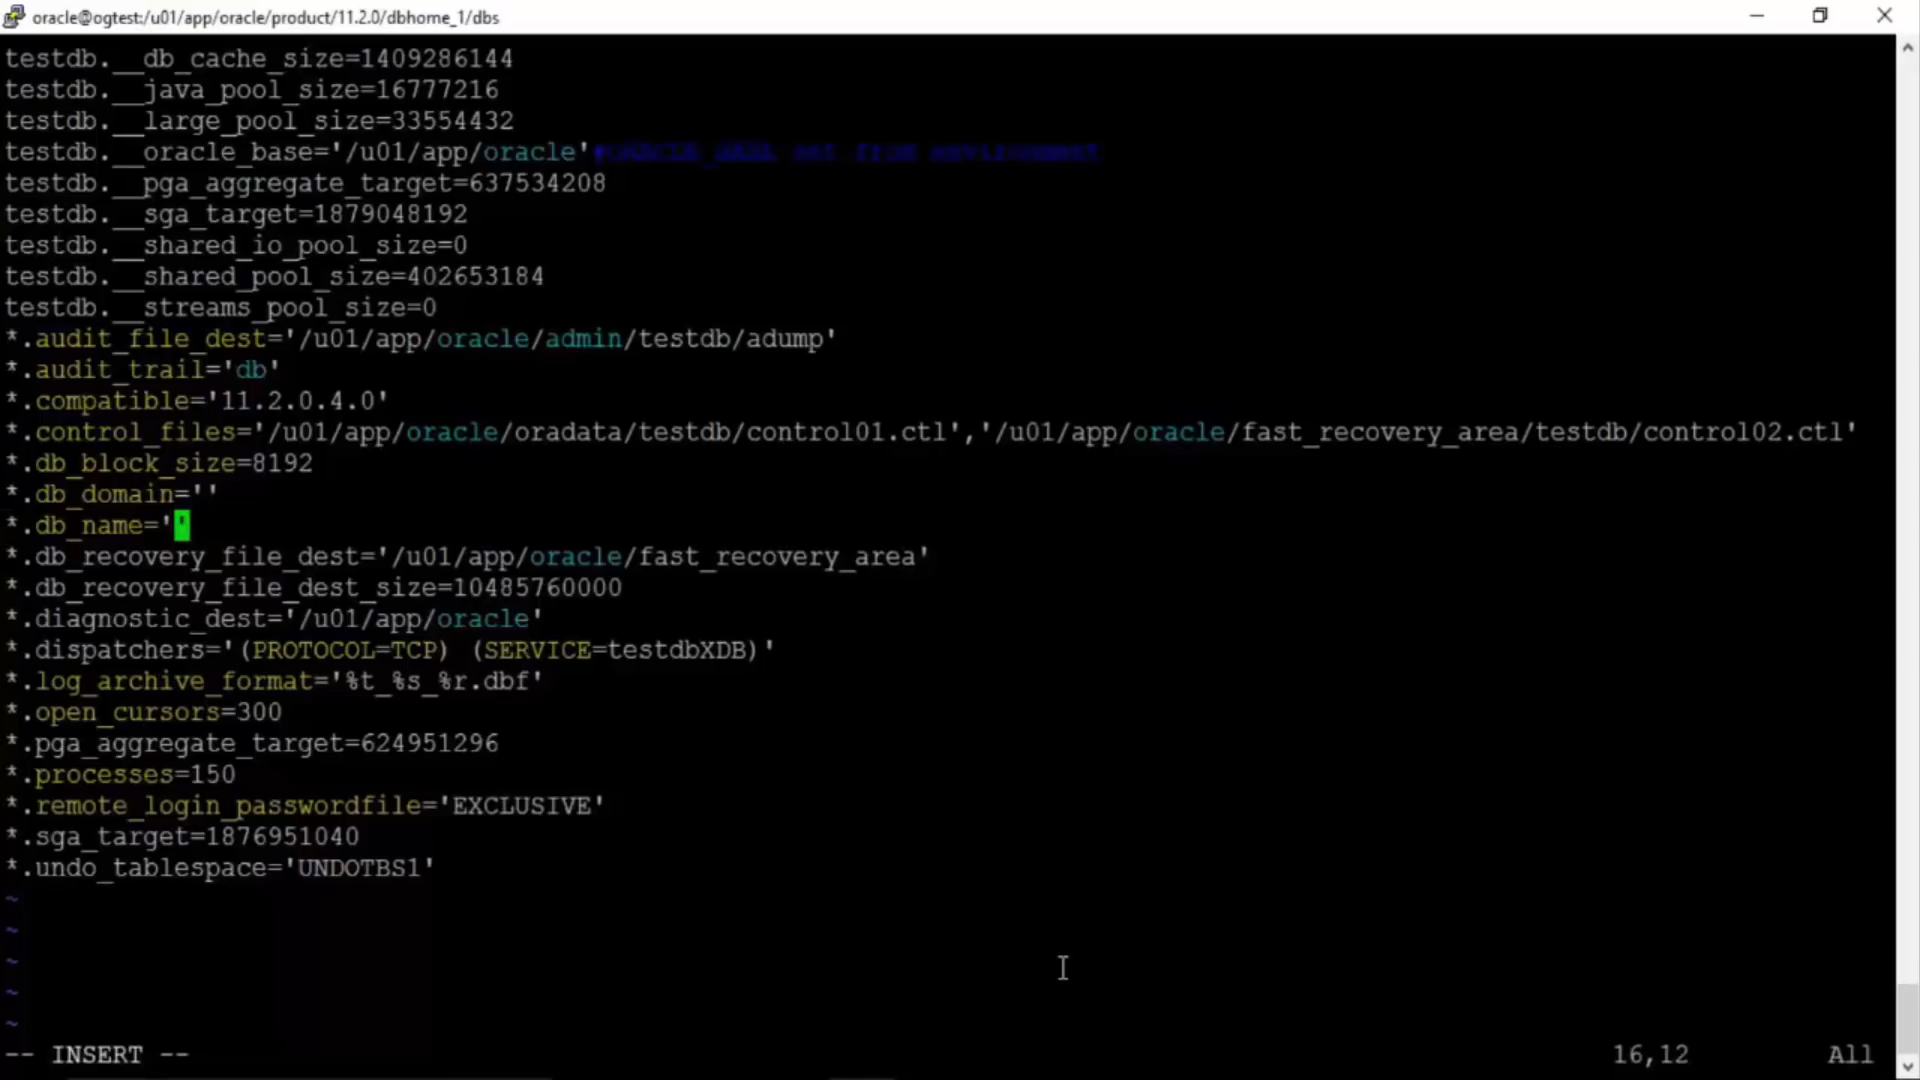 oracle@ogtest:/u01/app/oracle/product/11.2.0/dbhome_1/dbs
testdb.__db_cache_size=1409286144
testdb.__java_pool_size=16777216
testdb.__large_pool_size=33554432
testdb.__oracle_base='/u01/app/oracle'#ORACLE_BASE set from environment
testdb.__pga_aggregate_target=637534208
testdb.__sga_target=1879048192
testdb.__shared_io_pool_size=0
testdb.__shared_pool_size=402653184
testdb.__streams_pool_size=0
*.audit_file_dest='/u01/app/oracle/admin/testdb/adump'
*.audit_trail='db'
*.compatible='11.2.0.4.0'
*.control_files='/u01/app/oracle/oradata/testdb/control01.ctl','/u01/app/oracle/fast_recovery_area/testdb/control02.ctl'
*.db_block_size=8192
*.db_domain=''
*.db_name=''
*.db_recovery_file_dest='/u01/app/oracle/fast_recovery_area'
*.db_recovery_file_dest_size=10485760000
*.diagnostic_dest='/u01/app/oracle'
*.dispatchers='(PROTOCOL=TCP) (SERVICE=testdbXDB)'
*.log_archive_format='%t_%s_%r.dbf'
*.open_cursors=300
*.pga_aggregate_target=624951296
*.processes=150
*.remote_login_passwordfile='EXCLUSIVE'
*.sga_target=1876951040
*.undo_tablespace='UNDOTBS1'
~
~
~
~
~
-- INSERT -- 16,12 All